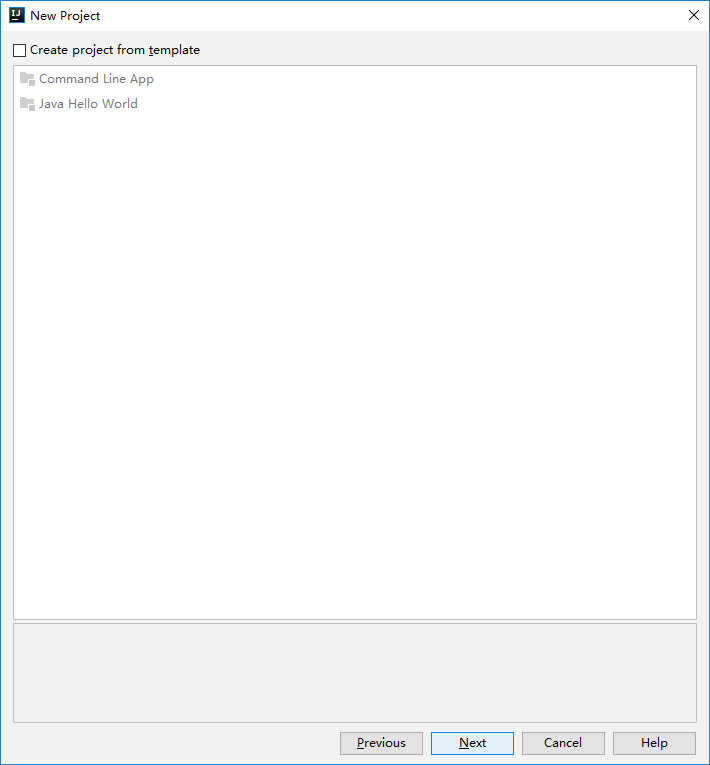 IJ New Project
Create project from template
Command Line App
Java Hello World
Previous Next Cancel Help